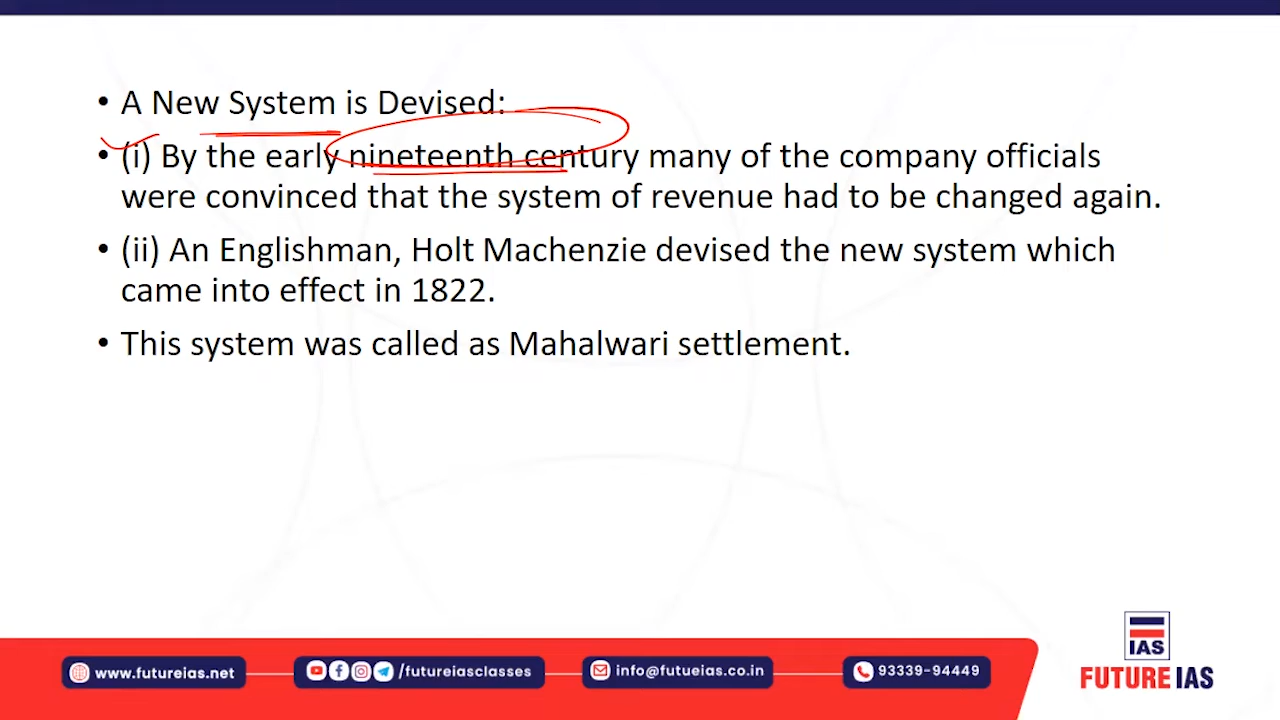 • A New System is Devised:
• (i) By the early nineteenth century many of the company officials
were convinced that the system of revenue had to be changed again.
• (ii) An Englishman, Holt Machenzie devised the new system which
came into effect in 1822.
• This system was called as Mahalwari settlement.
IAS
FUTURE IAS
www.futureias.net
/futureiasclasses
info@futueias.co.in
93339-94449